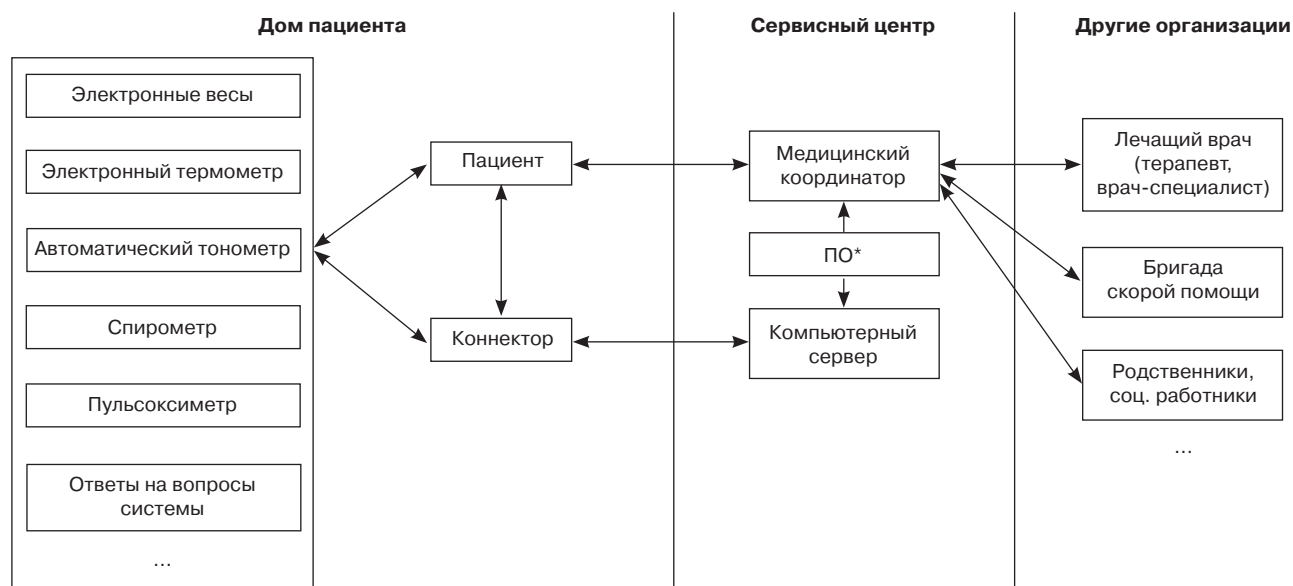 Дом пациента
Сервисный центр
Другие организации
Электронные весы
Электронный термометр
Автоматический тонометр
Спирометр
Пульсоксиметр
Ответы на вопросы
системы
...
Пациент
Коннектор
Медицинский
координатор
ПО*
Компьютерный
сервер
Лечащий врач
(терапевт,
врач-специалист)
Бригада
скорой помощи
Родственники,
соц. работники
...